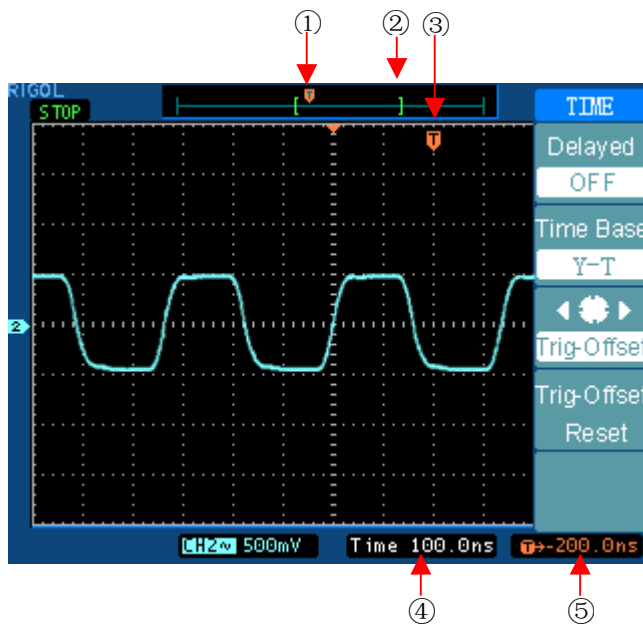 ① ② ③
RIGOL
STOP
T
T
TIME
Delayed
OFF
Time Base
Y-T
Trig-Offset
Trig-Offset
Reset
2
CH2~ 500mV Time 100.0ns T→-200.0ns
④ ⑤